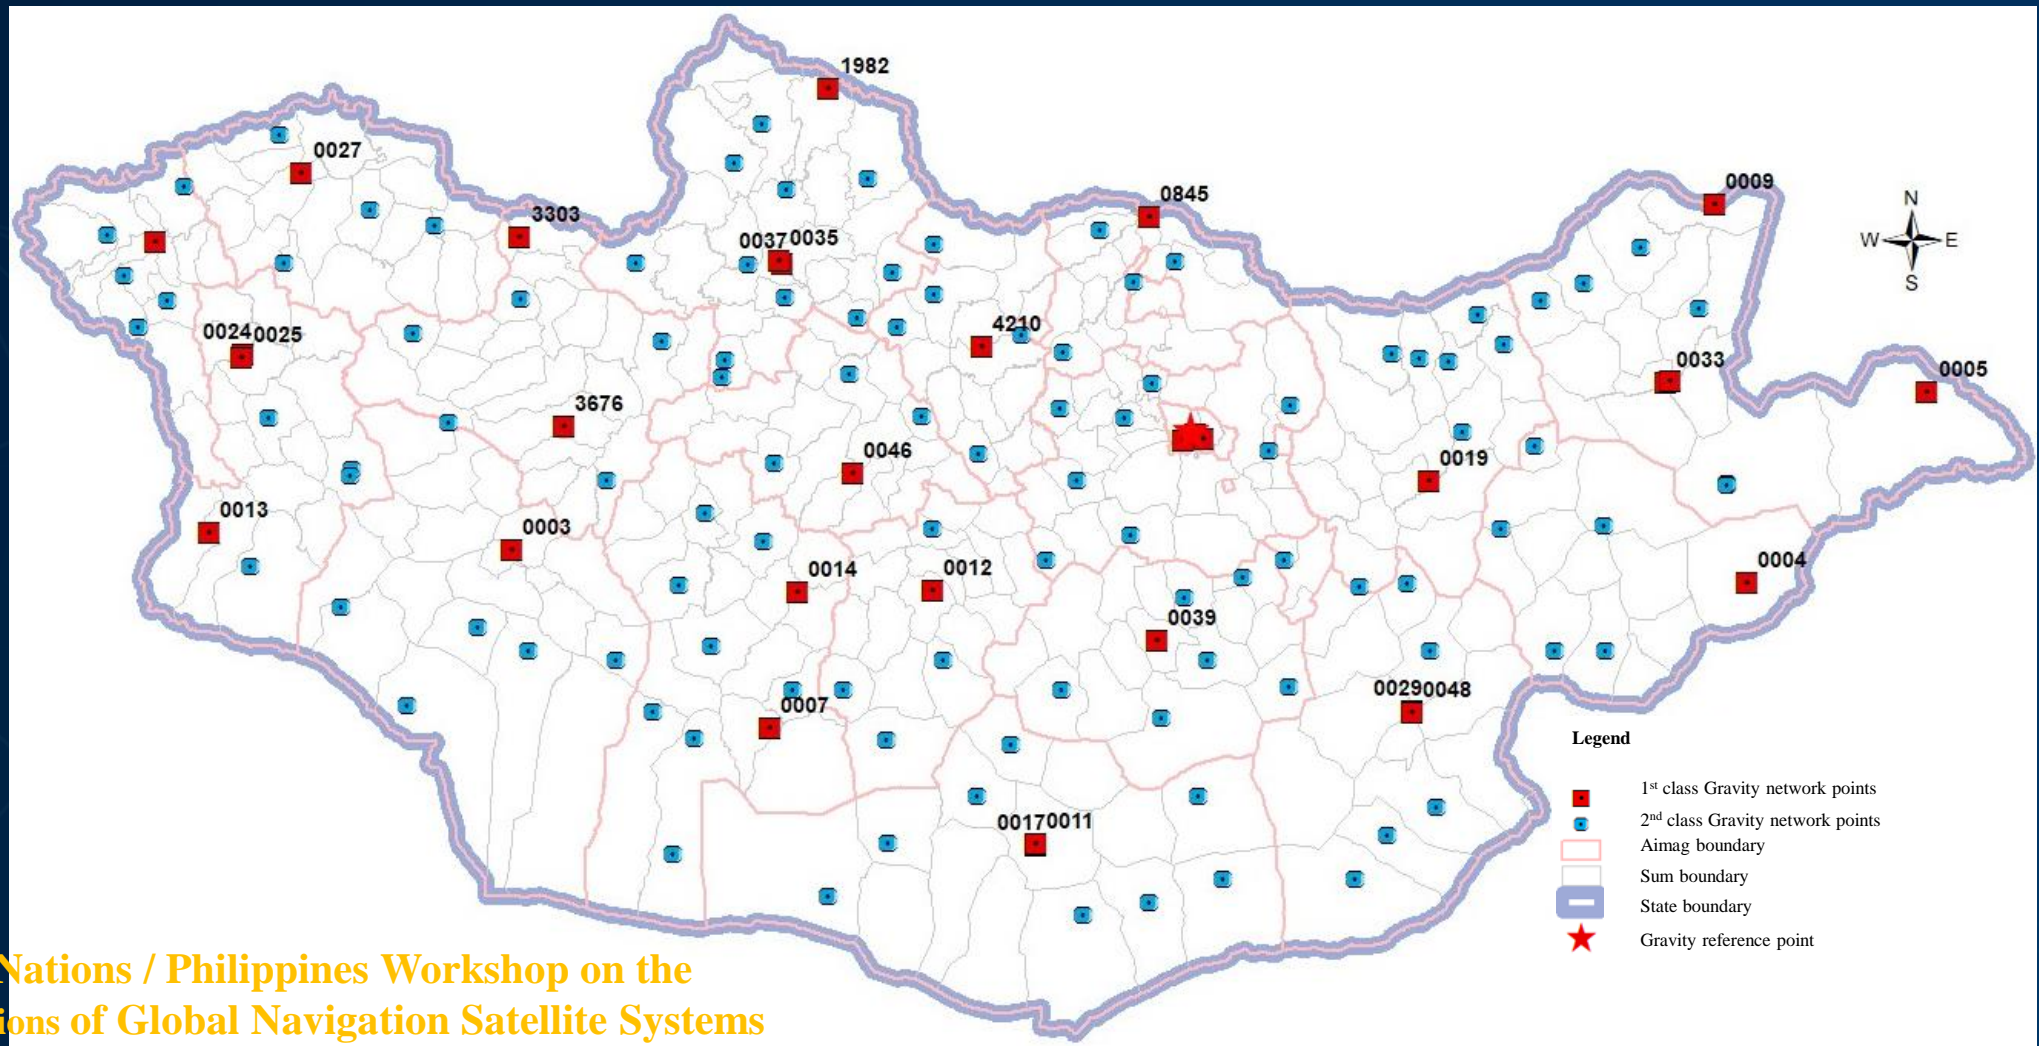 1982
0027
0009
0845
3303
N
W E
S
0037 0035
4210
0024 0025
0033
0005
3676
0046
0019
0013
0003
0014
0012
0004
0039
0029 0048
0007
0017 0011
Legend
1st class Gravity network points
2nd class Gravity network points
Aimag boundary
Sum boundary
State boundary
Gravity reference point
Nations / Philippines Workshop on the
ions of Global Navigation Satellite Systems